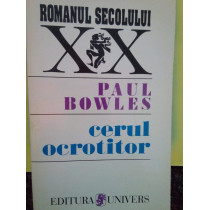 ROMANUL SECOLULUI
XX
PAUL
BOWLES
cerul
ocrotitor
EDITURA UNIVERS